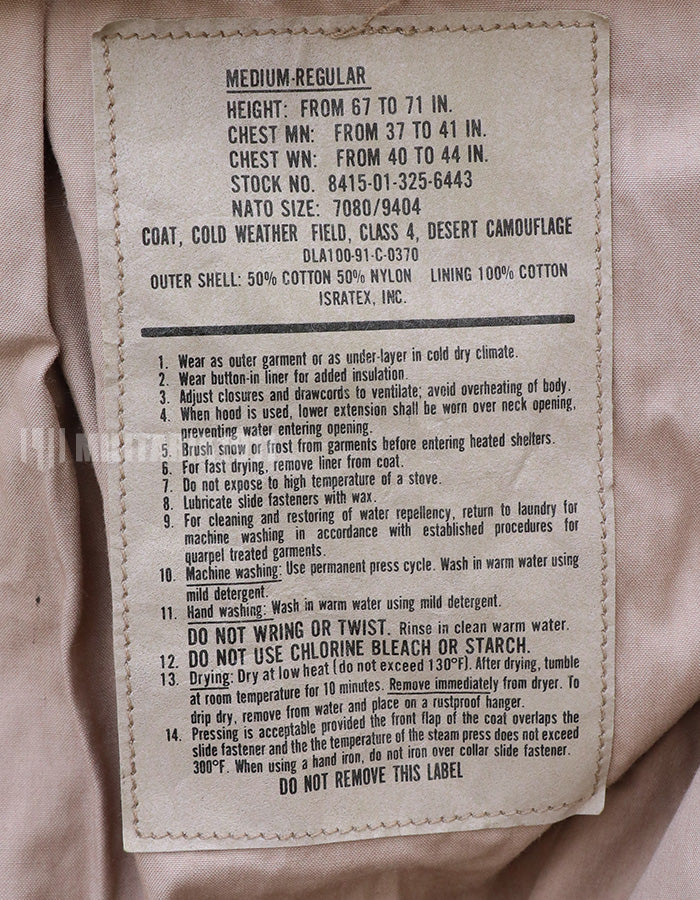 MEDIUM-REGULAR
HEIGHT: FROM 67 TO 71 IN.
CHEST MN: FROM 37 TO 41 IN.
CHEST WN: FROM 40 TO 44 IN.
STOCK NO. 8415-01-325-6443
NATO SIZE: 7080/9404
COAT, COLD WEATHER FIELD, CLASS 4, DESERT CAMOUFLAGE
DLA100-91-C-0370
OUTER SHELL: 50% COTTON 50% NYLON LINING 100% COTTON
ISRATEX, INC.
1. Wear as outer garment or as under-layer in cold dry climate.
2. Wear button-in liner for added insulation.
3. Adjust closures and drawcords to ventilate; avoid overheating of body.
4. When hood is used, lower extension shall be worn over neck opening,
preventing water entering opening.
5. Brush snow or frost from garments before entering heated shelters.
6. For fast drying, remove liner from coat.
7. Do not expose to high temperature of a stove.
8. Lubricate slide fasteners with wax.
9. For cleaning and restoring of water repellency, return to laundry for
machine washing in accordance with established procedures for
quarpel treated garments.
10. Machine washing: Use permanent press cycle. Wash in warm water using
mild detergent.
11. Hand washing: Wash in warm water using mild detergent.
DO NOT WRING OR TWIST. Rinse in clean warm water.
12. DO NOT USE CHLORINE BLEACH OR STARCH.
13. Drying: Dry at low heat (do not exceed 130°F). After drying, tumble
at room temperature for 10 minutes. Remove immediately from dryer. To
drip dry, remove from water and place on a rustproof hanger.
14. Pressing is acceptable provided the front flap of the coat overlaps the
slide fastener and the the temperature of the steam press does not exceed
300°F. When using a hand iron, do not iron over collar slide fastener.
DO NOT REMOVE THIS LABEL